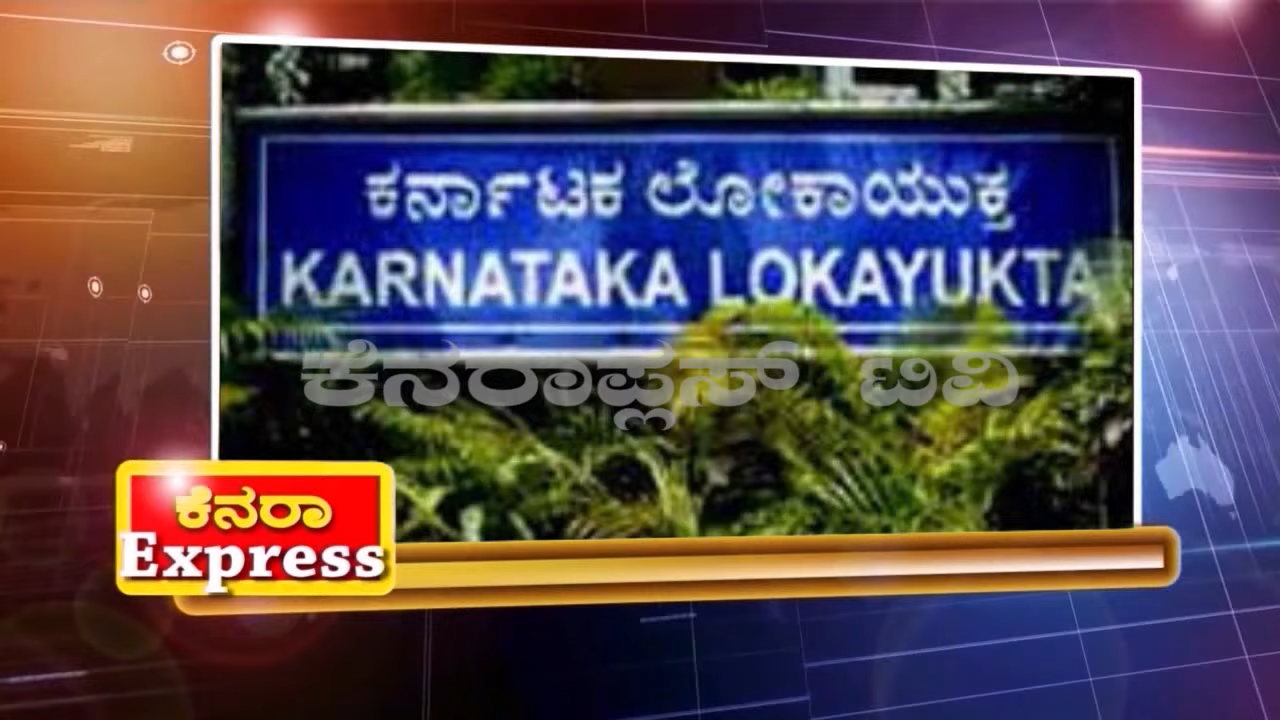 ಕರ್ನಾಟಕ ಲೋಕಾಯುಕ್ತ
KARNATAKA LOKAYUKTA
ಕೆನರಾಪ್ಲಸ್ ಟಿವಿ
ಕೆನರಾ
Express